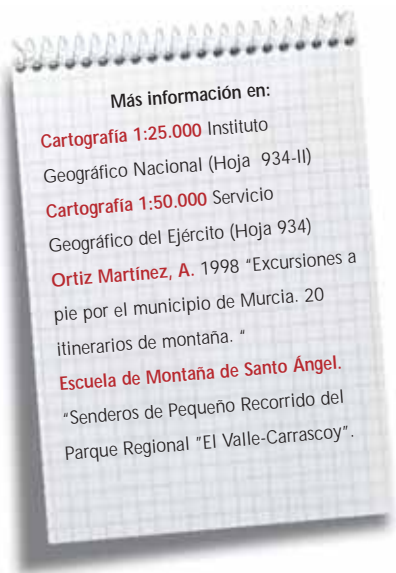 Más información en:
Cartografía 1:25.000 Instituto
Geográfico Nacional (Hoja 934-II)
Cartografía 1:50.000 Servicio
Geográfico del Ejército (Hoja 934)
Ortiz Martínez, A. 1998 "Excursiones a
pie por el municipio de Murcia. 20
itinerarios de montaña. "
Escuela de Montaña de Santo Ángel.
"Senderos de Pequeño Recorrido del
Parque Regional "El Valle-Carrascoy".